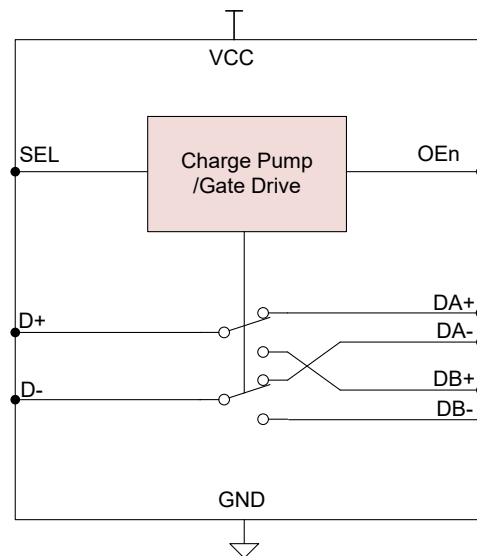 VCC
SEL
Charge Pump
/Gate Drive
OEn
D+
DA+
DA-
D-
DB+
DB-
GND